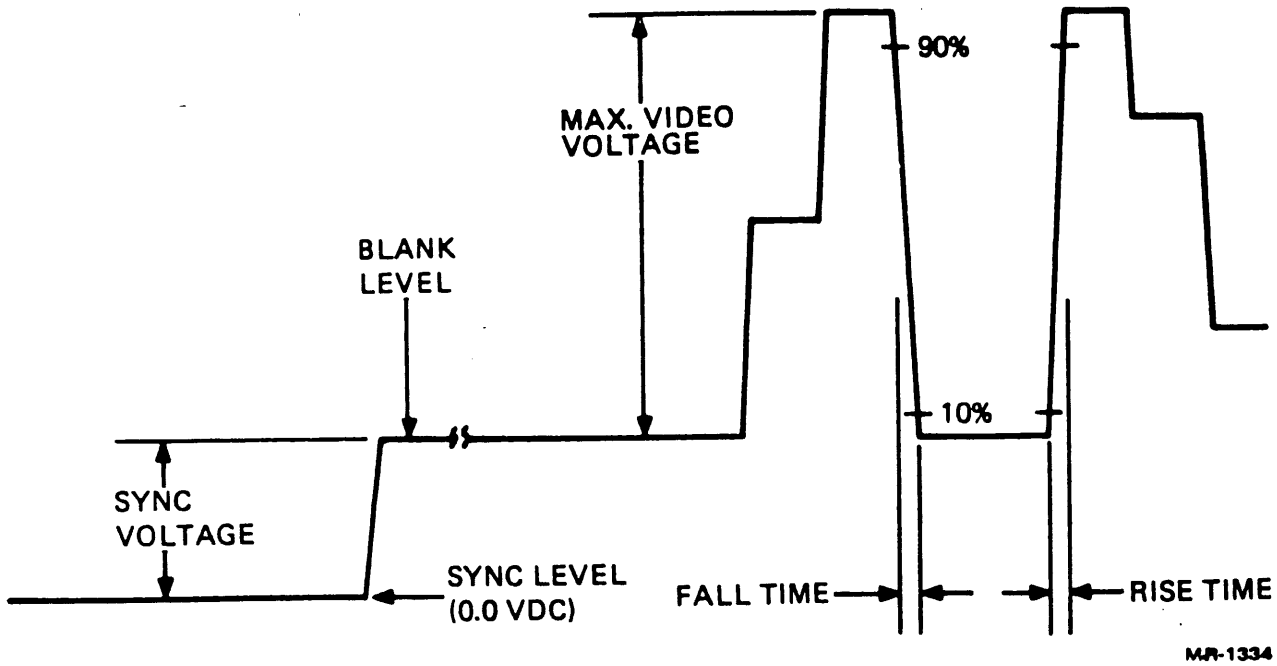 90%
MAX. VIDEO
VOLTAGE
BLANK
LEVEL
10%
SYNC
VOLTAGE
SYNC LEVEL
(0.0 VDC)
FALL TIME
RISE TIME
MR-1334